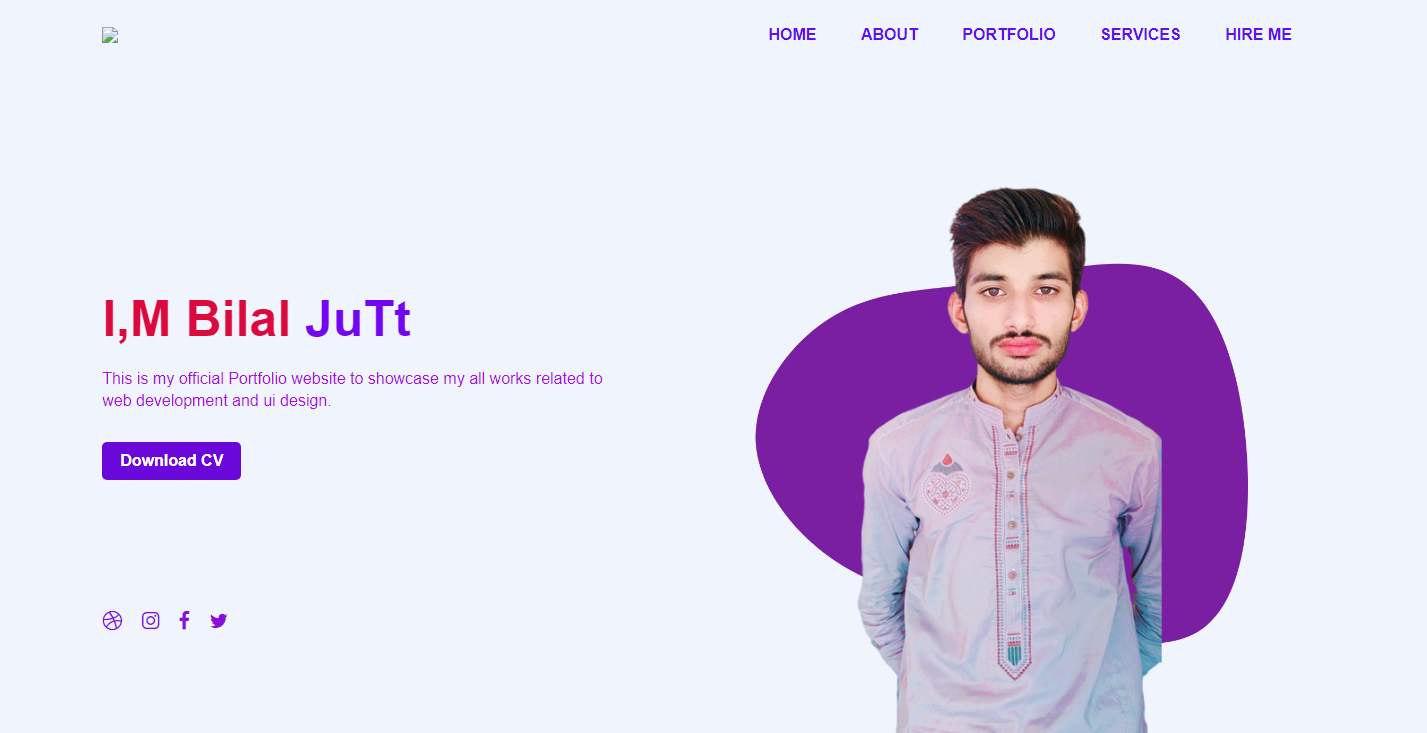 HOME ABOUT PORTFOLIO SERVICES HIRE ME
I,M Bilal JuTt
This is my official Portfolio website to showcase my all works related to
web development and ui design.
Download CV